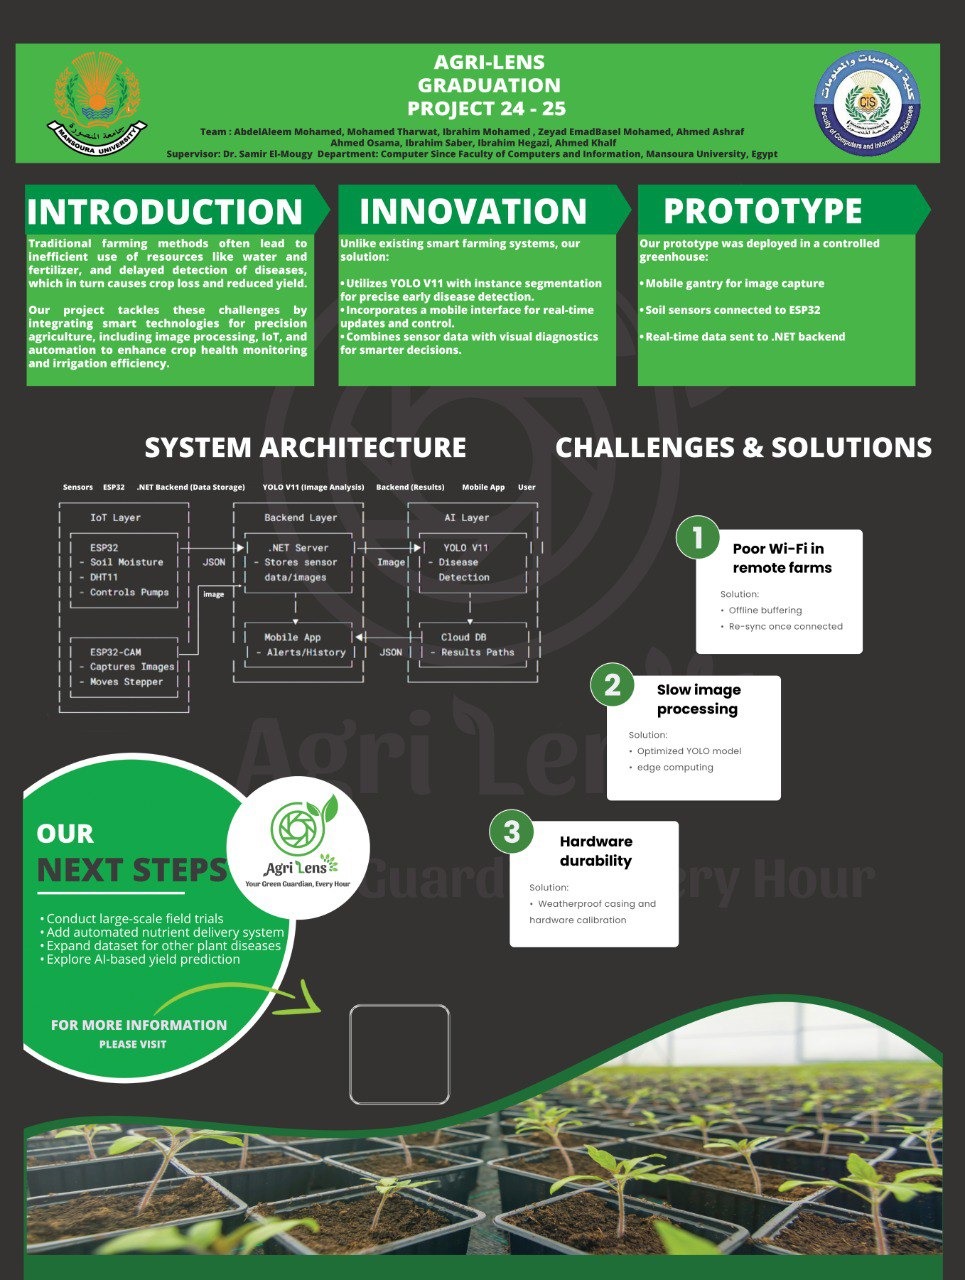 AGRI-LENS
GRADUATION
PROJECT 24 - 25
Team : AbdelAleem Mohamed, Mohamed Tharwat, Ibrahim Mohamed , Zeyad EmadBasel Mohamed, Ahmed Ashraf
Ahmed Osama, Ibrahim Saber, Ibrahim Hegazi, Ahmed Khalf
Supervisor: Dr. Samir El-Mougy Department: Computer Since Faculty of Computers and Information, Mansoura University, Egypt
جامعة المنصورة
MANSOURA UNIVERSITY
كلية الحاسبات والمعلومات
CIS
Faculty of Computers and Information Sciences
INTRODUCTION
Traditional farming methods often lead to
inefficient use of resources like water and
fertilizer, and delayed detection of diseases,
which in turn causes crop loss and reduced yield.
Our project tackles these challenges by
integrating smart technologies for precision
agriculture, including image processing, IoT, and
automation to enhance crop health monitoring
and irrigation efficiency.
INNOVATION
Unlike existing smart farming systems, our
solution:
• Utilizes YOLO V11 with instance segmentation
for precise early disease detection.
• Incorporates a mobile interface for real-time
updates and control.
• Combines sensor data with visual diagnostics
for smarter decisions.
PROTOTYPE
Our prototype was deployed in a controlled
greenhouse:
• Mobile gantry for image capture
• Soil sensors connected to ESP32
• Real-time data sent to .NET backend
SYSTEM ARCHITECTURE
Sensors ESP32 .NET Backend (Data Storage) YOLO V11 (Image Analysis) Backend (Results) Mobile App User
IoT Layer
ESP32
- Soil Moisture
- DHT11
- Controls Pumps
ESP32-CAM
- Captures Images
- Moves Stepper
JSON
image
Backend Layer
.NET Server
- Stores sensor
data/images
Mobile App
- Alerts/History
Image
JSON
AI Layer
YOLO V11
- Disease
Detection
Cloud DB
- Results Paths
CHALLENGES & SOLUTIONS
1
Poor Wi-Fi in
remote farms
Solution:
• Offline buffering
• Re-sync once connected
2
Slow image
processing
Solution:
• Optimized YOLO model
• edge computing
3
Hardware
durability
Solution:
• Weatherproof casing and
hardware calibration
Agri Lens
Guardian, Every Hour
OUR
NEXT STEPS
• Conduct large-scale field trials
• Add automated nutrient delivery system
• Expand dataset for other plant diseases
• Explore AI-based yield prediction
FOR MORE INFORMATION
PLEASE VISIT
Agri Lens
Your Green Guardian, Every Hour